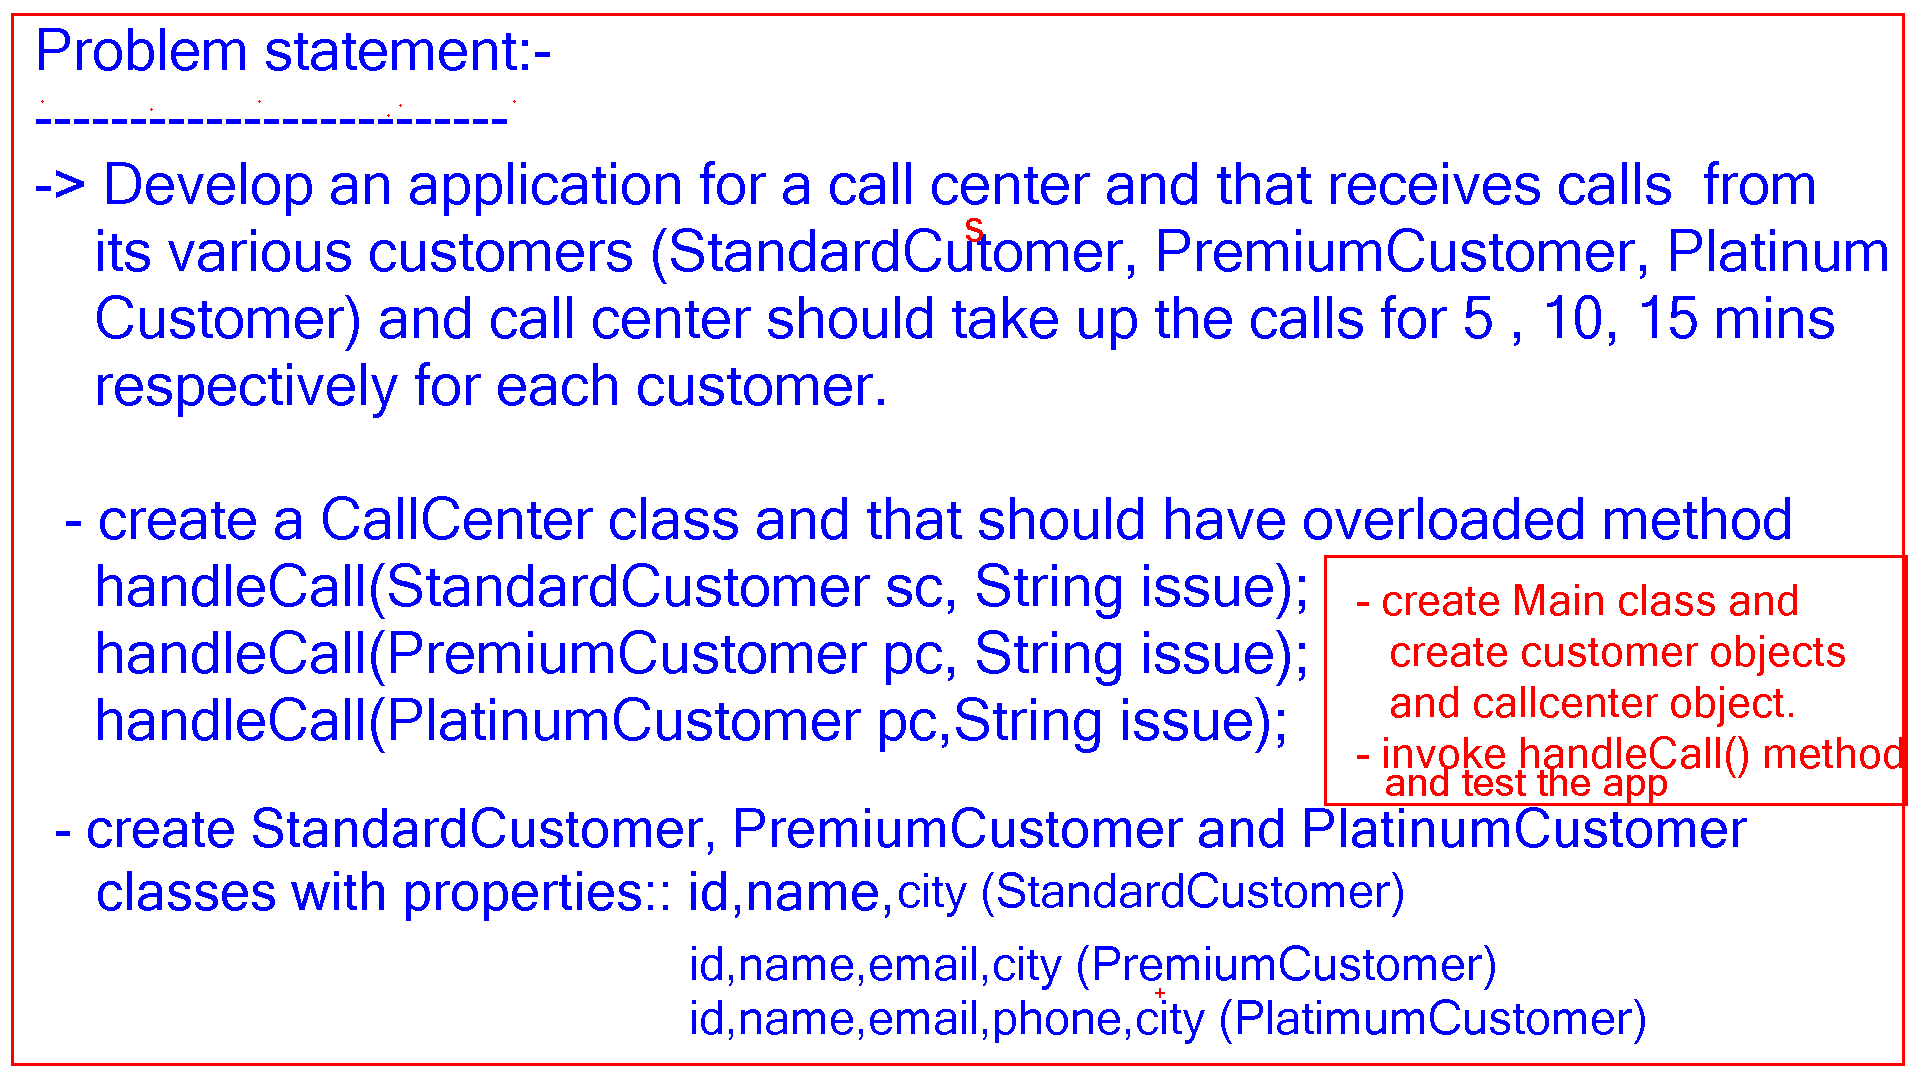 Problem statement:-
-------------------------
-> Develop an application for a call center and that receives calls  from
s
its various customers (StandardCutomer, PremiumCustomer, Platinum
Customer) and call center should take up the calls for 5 , 10, 15 mins
respectively for each customer.
- create a CallCenter class and that should have overloaded method
handleCall(StandardCustomer sc, String issue);
handleCall(PremiumCustomer pc, String issue);
handleCall(PlatinumCustomer pc,String issue);
- create Main class and
create customer objects
and callcenter object.
- invoke handleCall() method
and test the app
- create StandardCustomer, PremiumCustomer and PlatinumCustomer
classes with properties:: id,name,city (StandardCustomer)
id,name,email,city (PremiumCustomer)
id,name,email,phone,city (PlatimumCustomer)